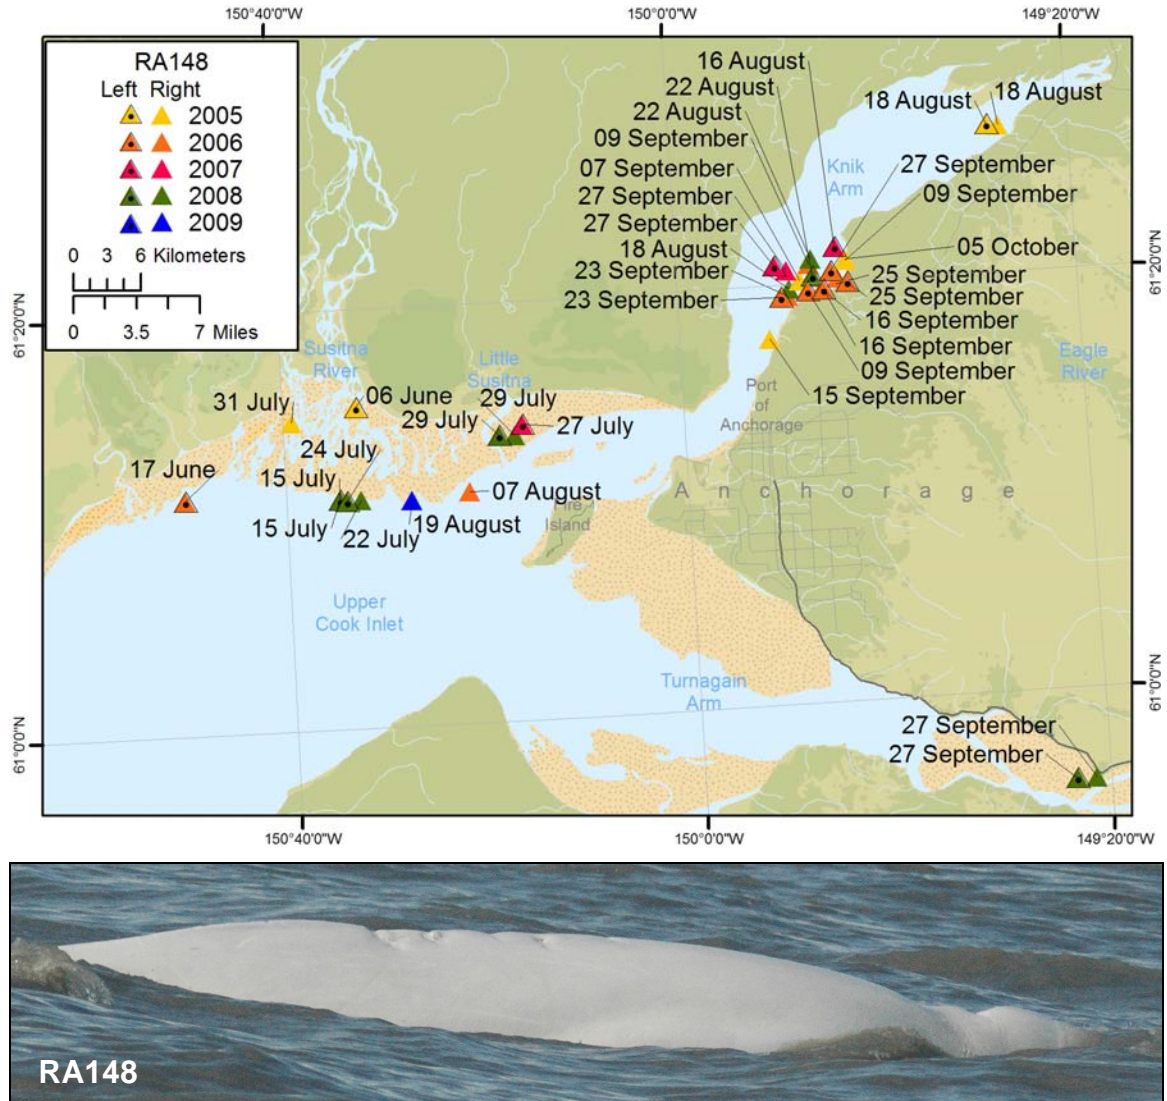 150°40'0"W 150°0'0"W 149°20'0"W
RA148
Left Right
2005
2006
2007
2008
2009
0 3 6 Kilometers
0 3.5 7 Miles
16 August
22 August
22 August
09 September
07 September
27 September
27 September
18 August
23 September
23 September
18 August
18 August
Knik
Arm
27 September
09 September
05 October
25 September
25 September
16 September
16 September
09 September
15 September
61°20'0"N
61°20'0"N
Susitna
River
Little
Susitna
Eagle
River
Port
of
Anchorage
31 July
06 June
29 July
29 July
27 July
24 July
17 June
15 July
15 July
22 July
19 August
07 August
Fire
Island
Anchorage
Upper
Cook Inlet
Turnagain
Arm
27 September
27 September
61°0'0"N
61°0'0"N
150°40'0"W 150°0'0"W 149°20'0"W
RA148